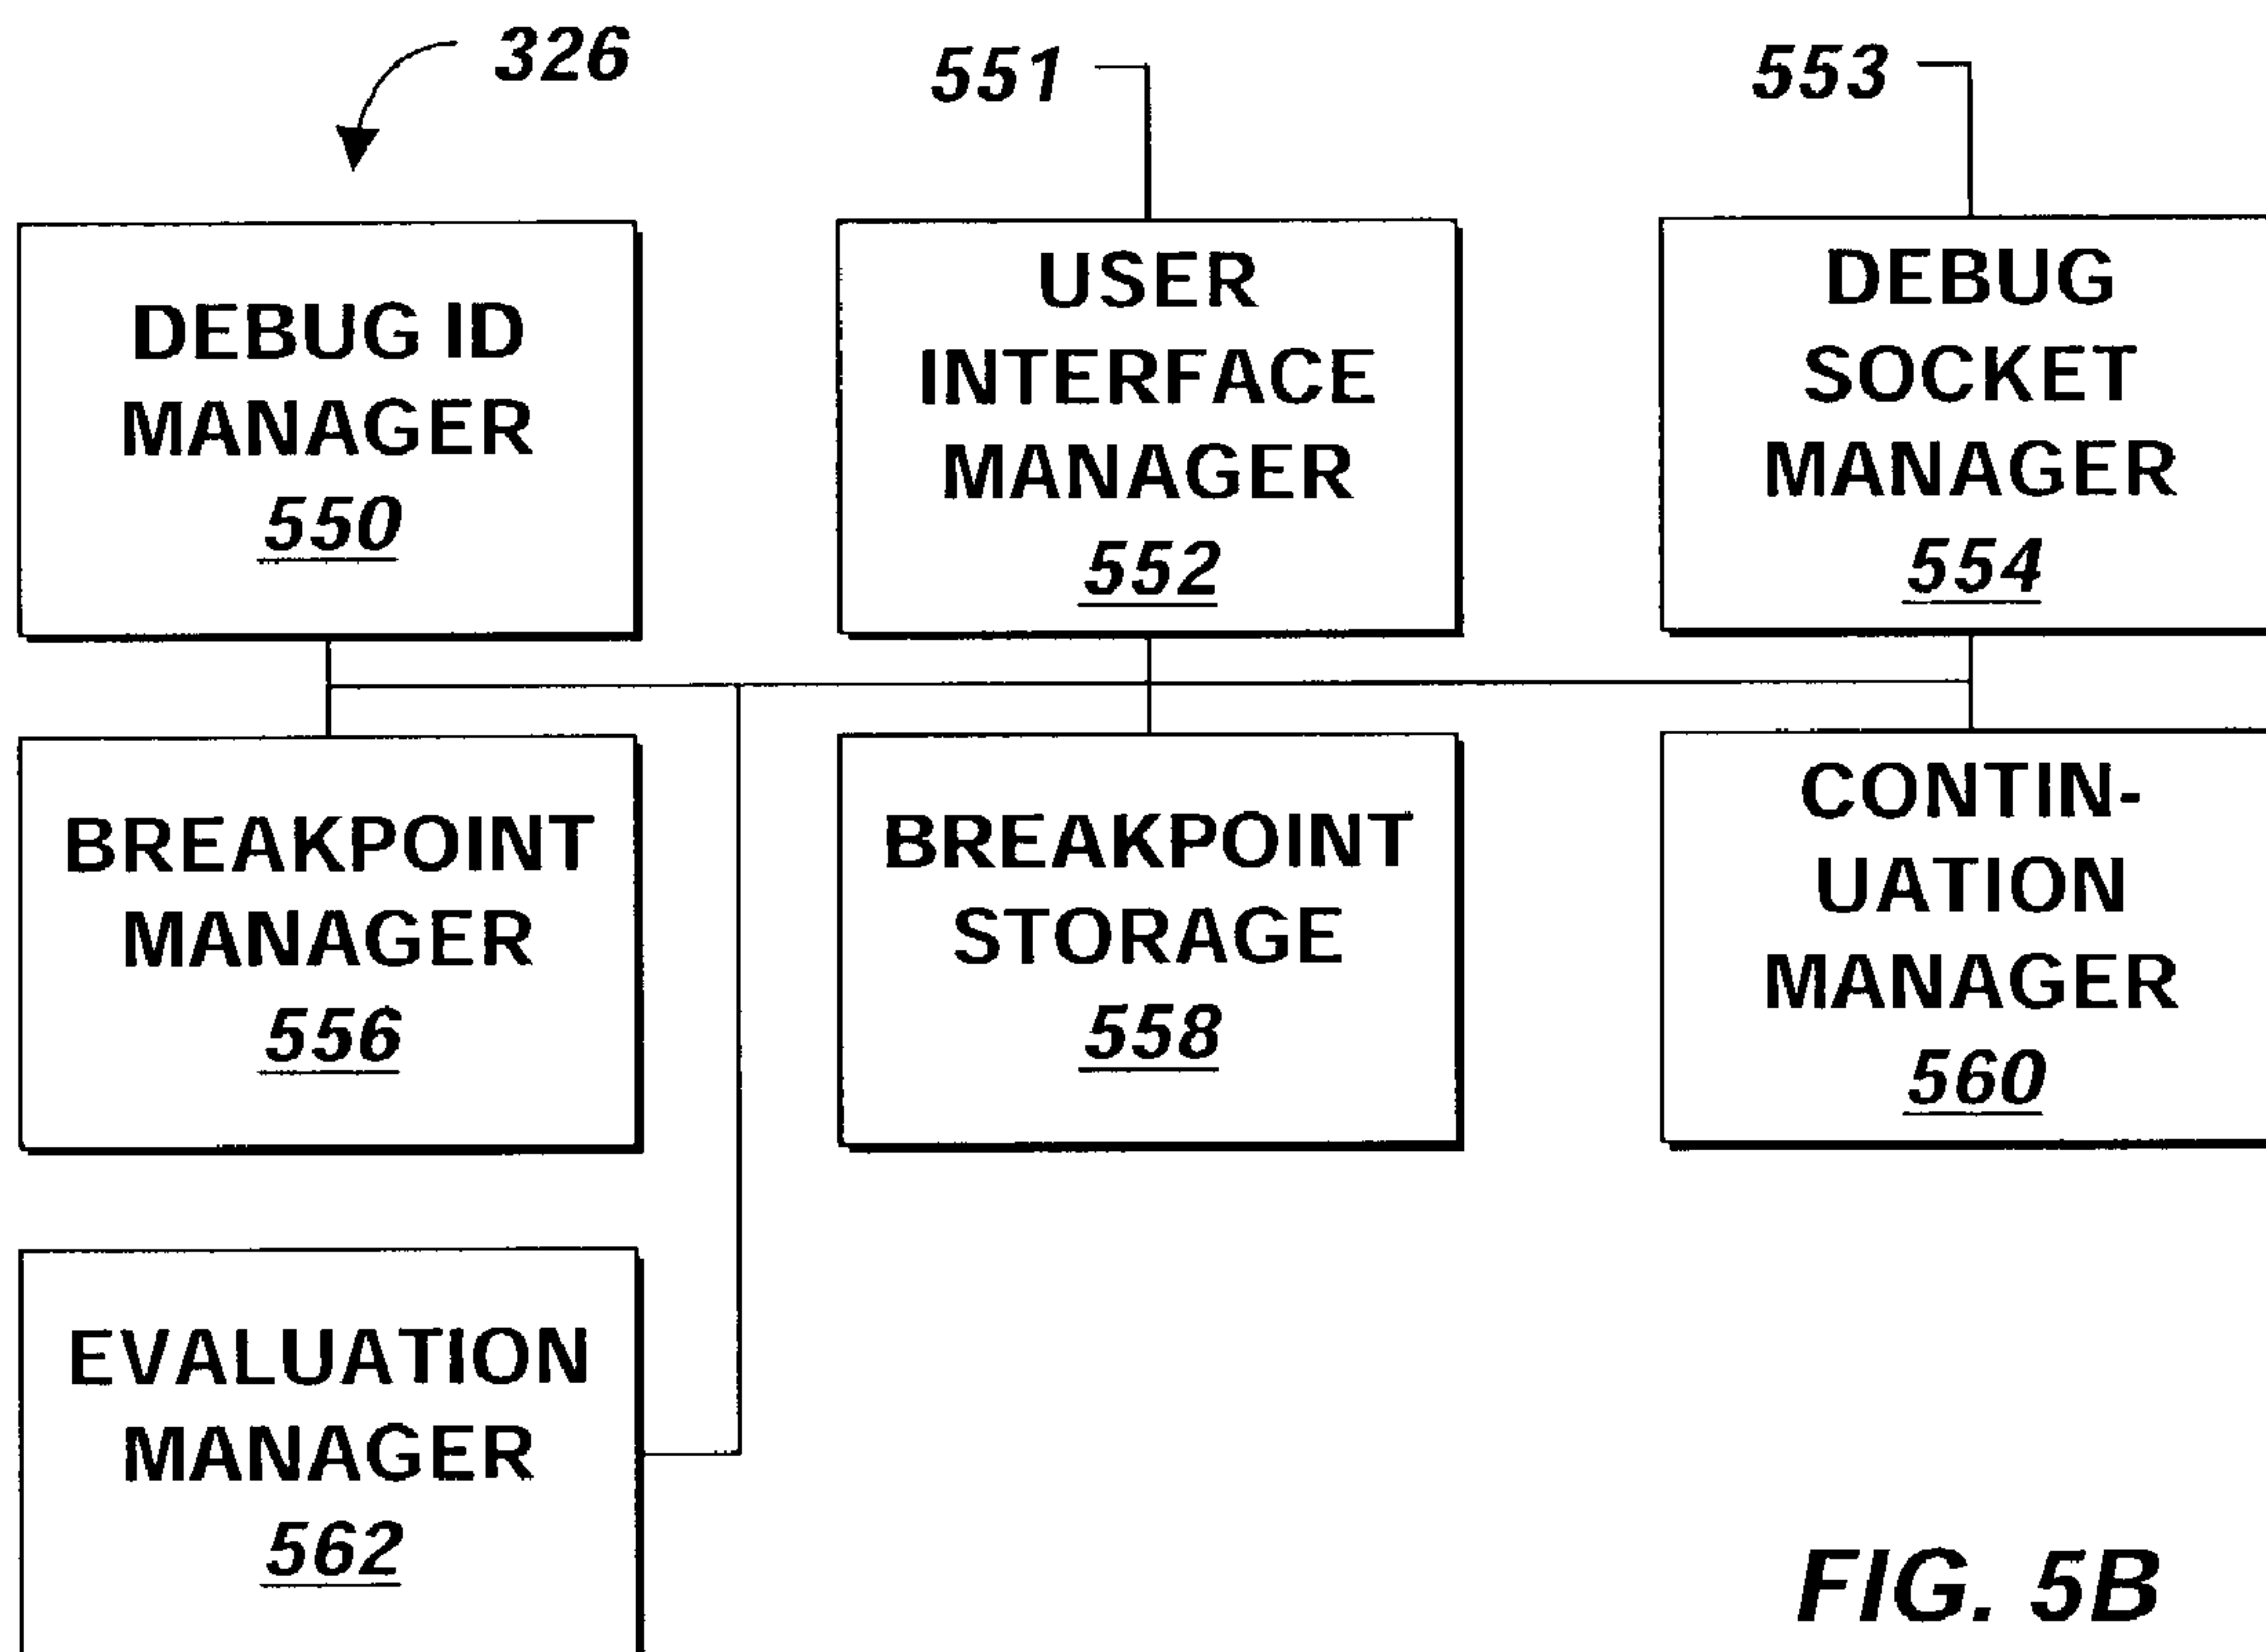 326
551
553
DEBUG ID
MANAGER
550
USER
INTERFACE
MANAGER
552
DEBUG
SOCKET
MANAGER
554
BREAKPOINT
MANAGER
556
BREAKPOINT
STORAGE
558
CONTIN-
UATION
MANAGER
560
EVALUATION
MANAGER
562
FIG. 5B